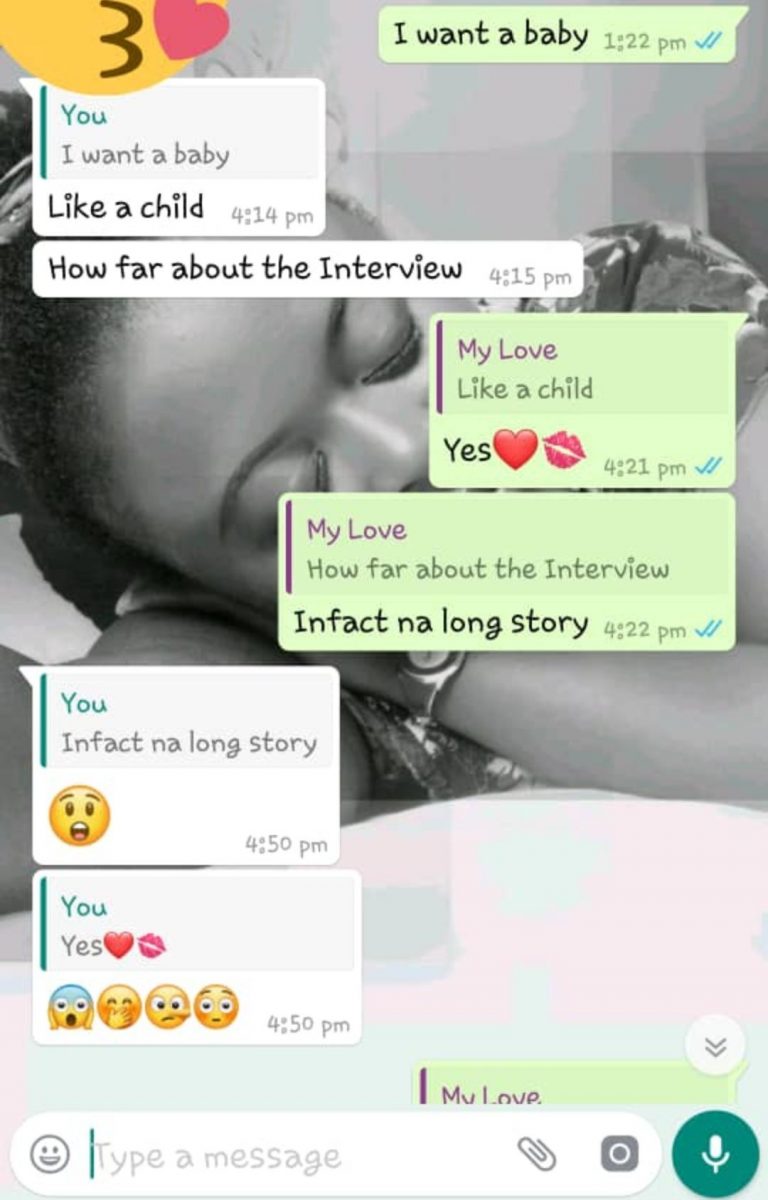 I want a baby 1:22 pm
You
I want a baby
Like a child 4:14 pm
How far about the Interview 4:15 pm
My Love
Like a child
Yes❤️💋 4:21 pm
My Love
How far about the Interview
Infact na long story 4:22 pm
You
Infact na long story
😲
4:50 pm
You
Yes❤️💋
😱🤭🤥😳 4:50 pm
My Love
Type a message